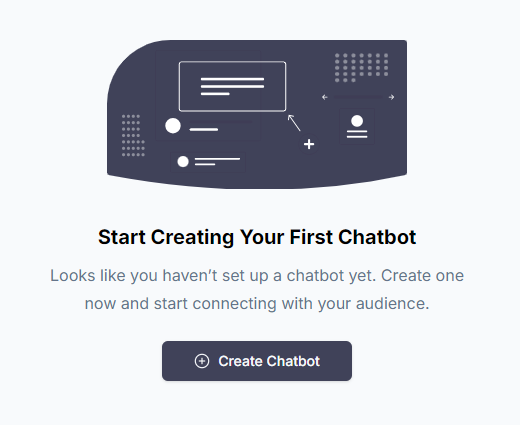 Start Creating Your First Chatbot
Looks like you haven’t set up a chatbot yet. Create one
now and start connecting with your audience.
Create Chatbot